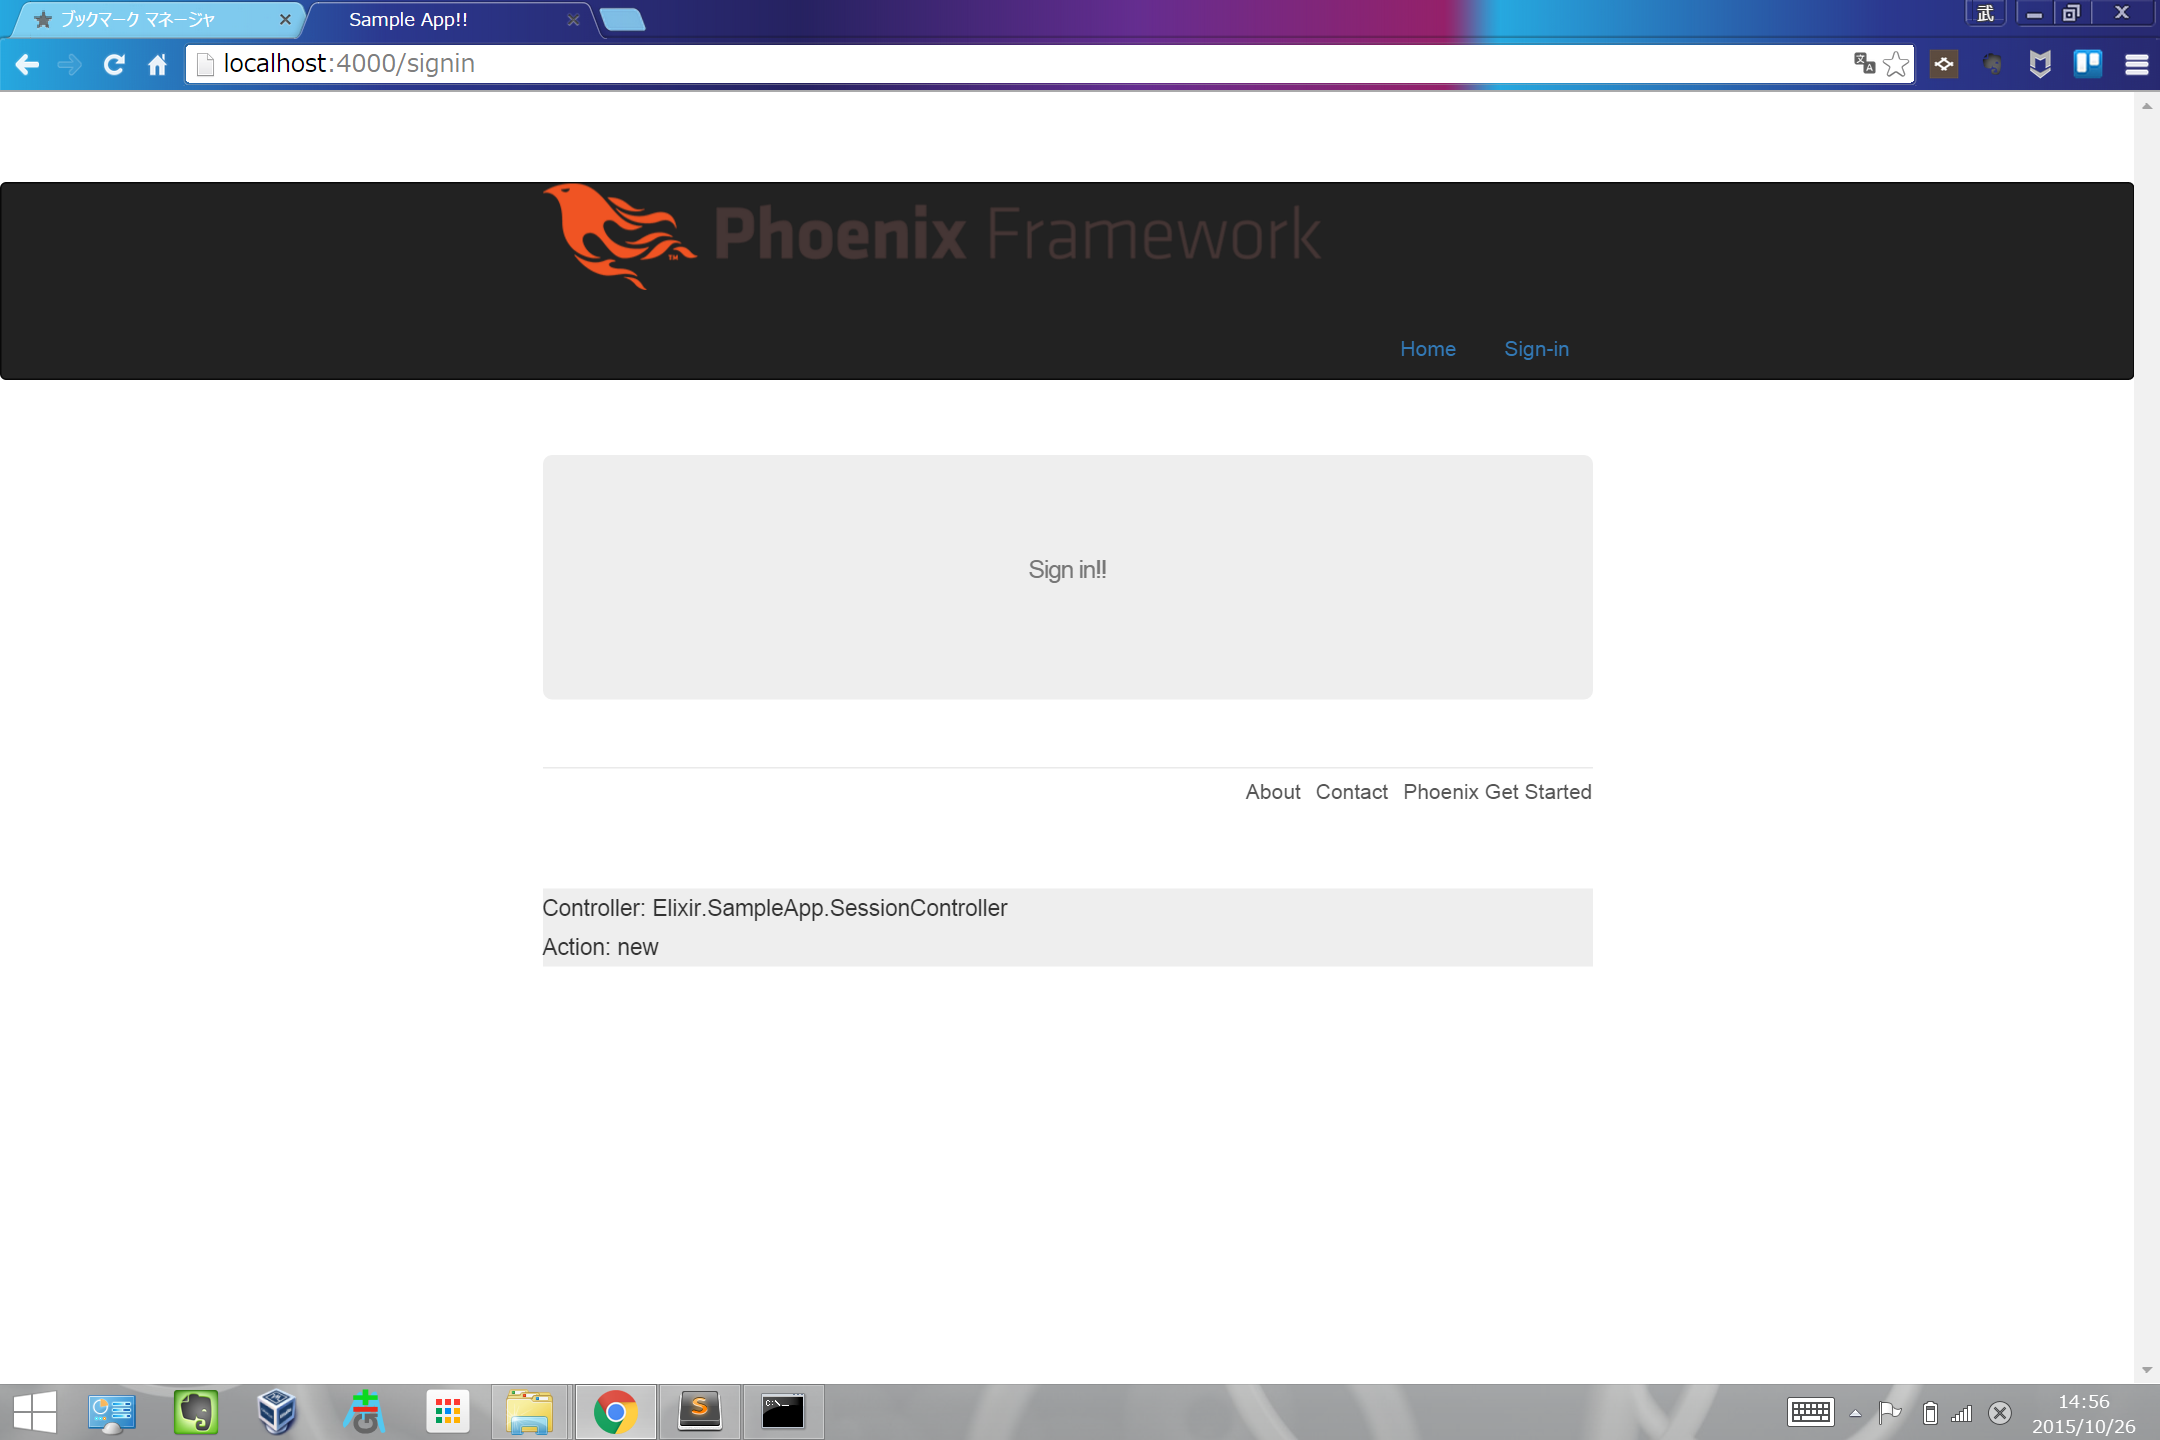 ブックマーク マネージャ
Sample App!!
武
localhost:4000/signin
Phoenix Framework
TM
Home Sign-in
Sign in!!
About Contact Phoenix Get Started
Controller: Elixir.SampleApp.SessionController
Action: new
C:\._
14:56
2015/10/26